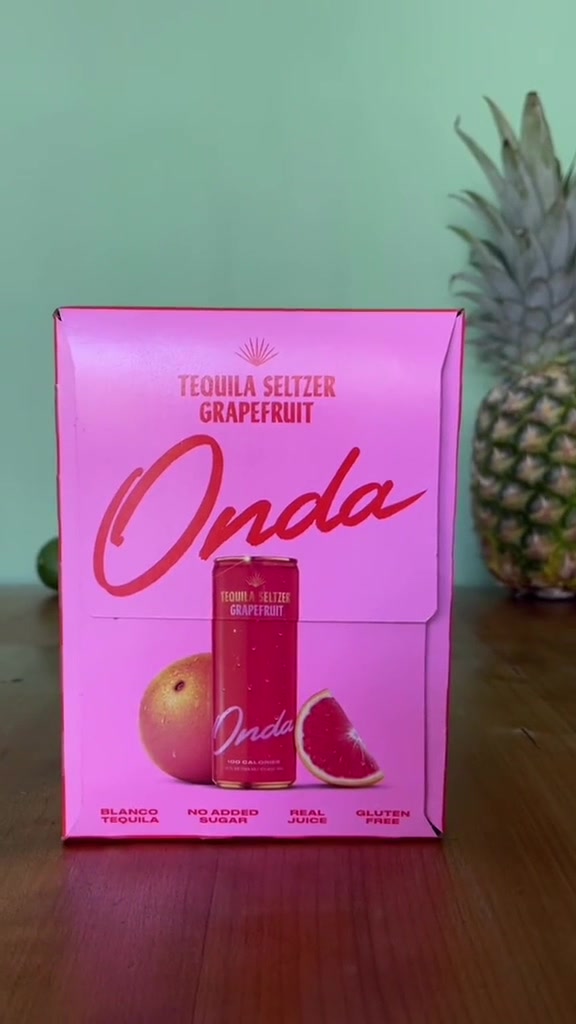 TEQUILA SELTZER
GRAPEFRUIT
Onda
TEQUILA SELTZER
GRAPEFRUIT
Onda
100 CALORIES
BLANCO
TEQUILA
NO ADDED
SUGAR
REAL
JUICE
GLUTEN
FREE